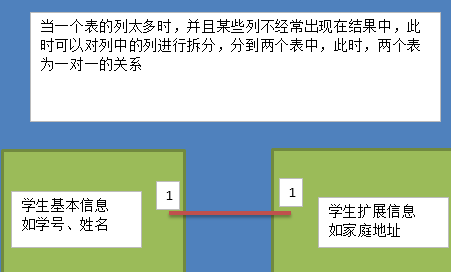 当一个表的列太多时，并且某些列不经常出现在结果中，此
时可以对列中的列进行拆分，分到两个表中，此时，两个表
为一对一的关系
1
1
学生基本信息
如学号、姓名
学生扩展信息
如家庭地址